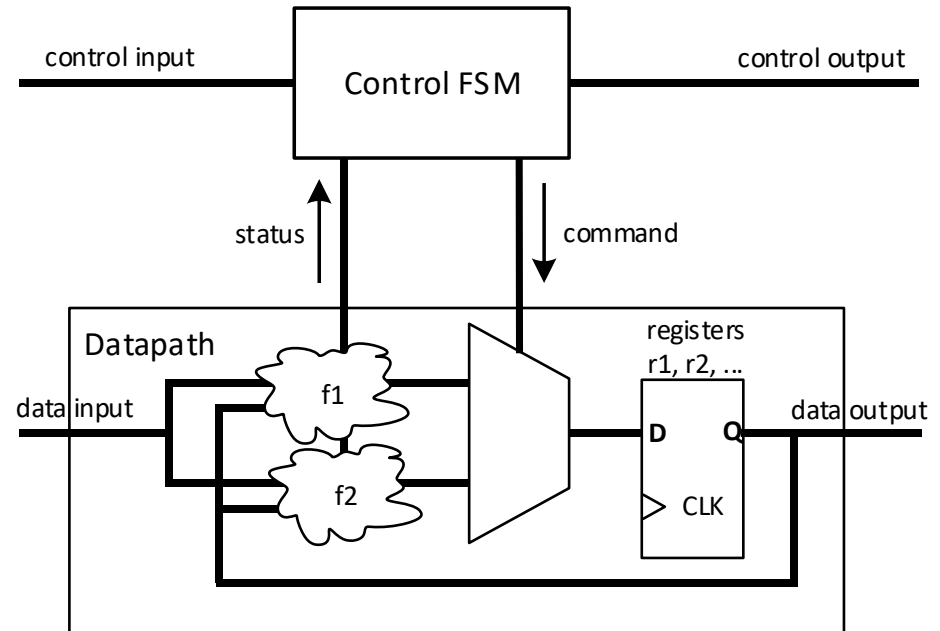 control input
Control FSM
control output
status
command
Datapath
registers
r1, r2, ...
f1
data input
data output
D
Q
f2
CLK